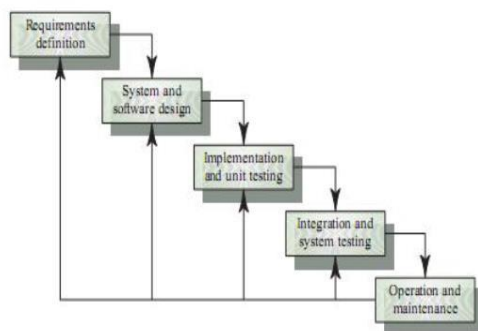 Requirements
definition
System and
software design
Implementation
and unit testing
Integration and
system testing
Operation and
maintenance